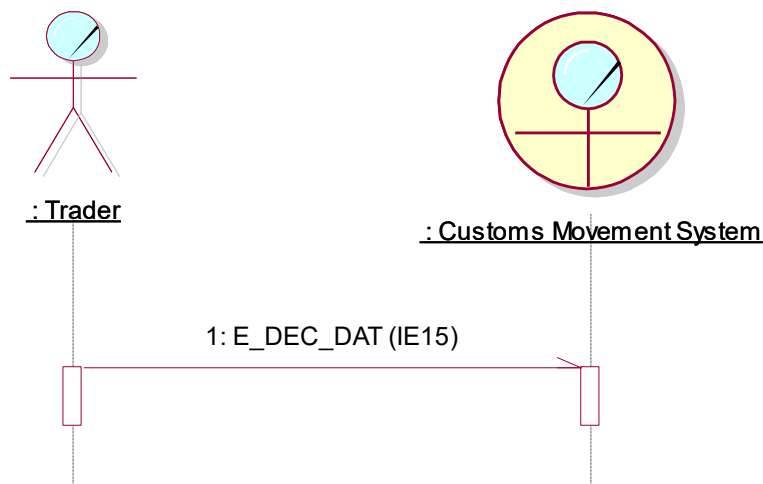 : Trader
: Customs Movement System
1: E_DEC_DAT (IE15)